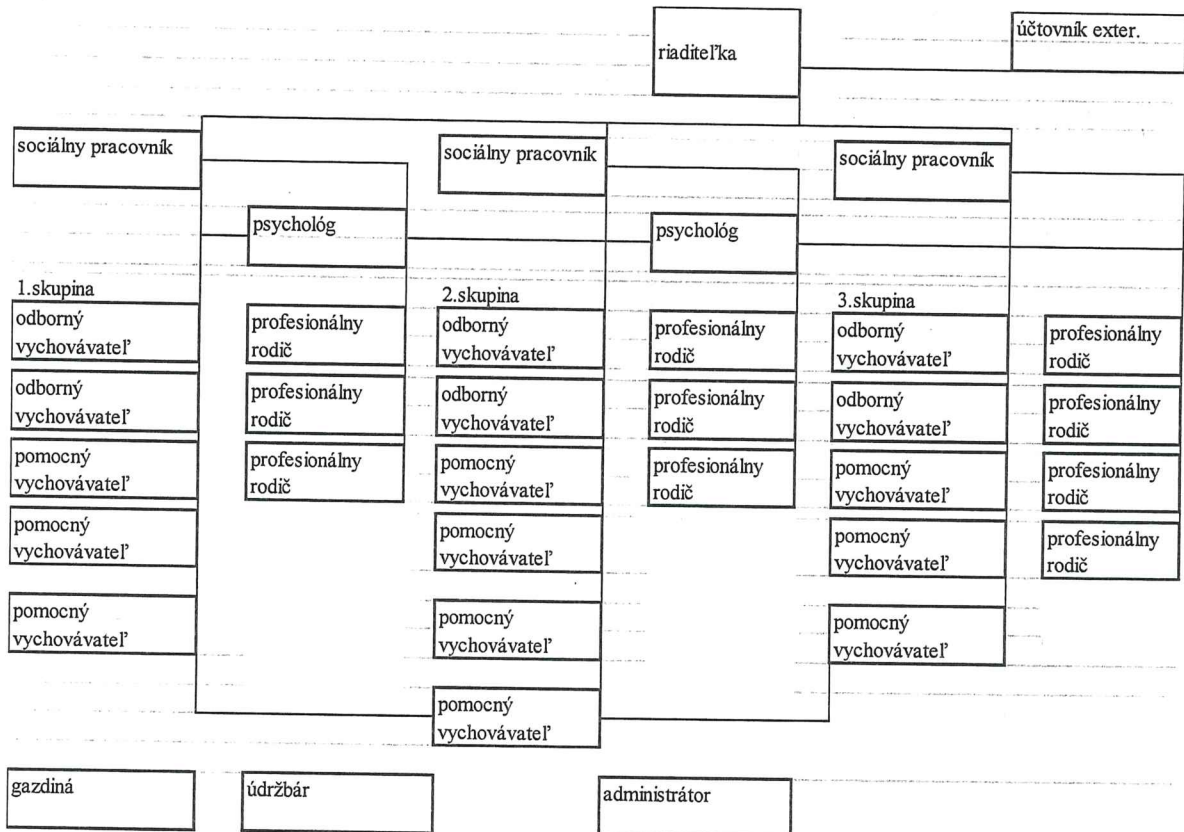 riaditeľka
účtovník exter.
sociálny pracovník
sociálny pracovník
sociálny pracovník
psychológ
psychológ
1.skupina
odborný
vychovávateľ
odborný
vychovávateľ
pomocný
vychovávateľ
pomocný
vychovávateľ
pomocný
vychovávateľ
profesionálny
rodič
profesionálny
rodič
profesionálny
rodič
2.skupina
odborný
vychovávateľ
odborný
vychovávateľ
pomocný
vychovávateľ
pomocný
vychovávateľ
pomocný
vychovávateľ
pomocný
vychovávateľ
profesionálny
rodič
profesionálny
rodič
profesionálny
rodič
3.skupina
odborný
vychovávateľ
odborný
vychovávateľ
pomocný
vychovávateľ
pomocný
vychovávateľ
pomocný
vychovávateľ
profesionálny
rodič
profesionálny
rodič
profesionálny
rodič
profesionálny
rodič
gazdiná
údržbár
administrátor